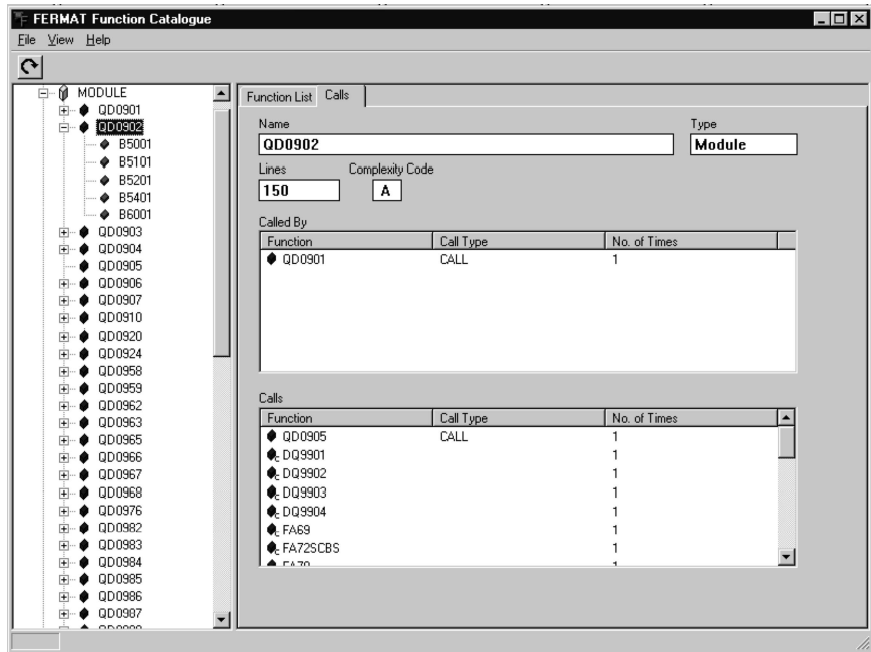 FERMAT Function Catalogue
File View Help
MODULE
QD0901
QD0902
B5001
B5101
B5201
B5401
B6001
QD0903
QD0904
QD0905
QD0906
QD0907
QD0910
QD0920
QD0924
QD0958
QD0959
QD0962
QD0963
QD0965
QD0966
QD0967
QD0968
QD0976
QD0982
QD0983
QD0984
QD0985
QD0986
QD0987
Function List Calls
Name Type
QD0902 Module
Lines Complexity Code
150 A
Called By
Function Call Type No. of Times
QD0901 CALL 1
Calls
Function Call Type No. of Times
QD0905 CALL 1
DQ9901 1
DQ9902 1
DQ9903 1
DQ9904 1
FA69 1
FA72SCBS 1